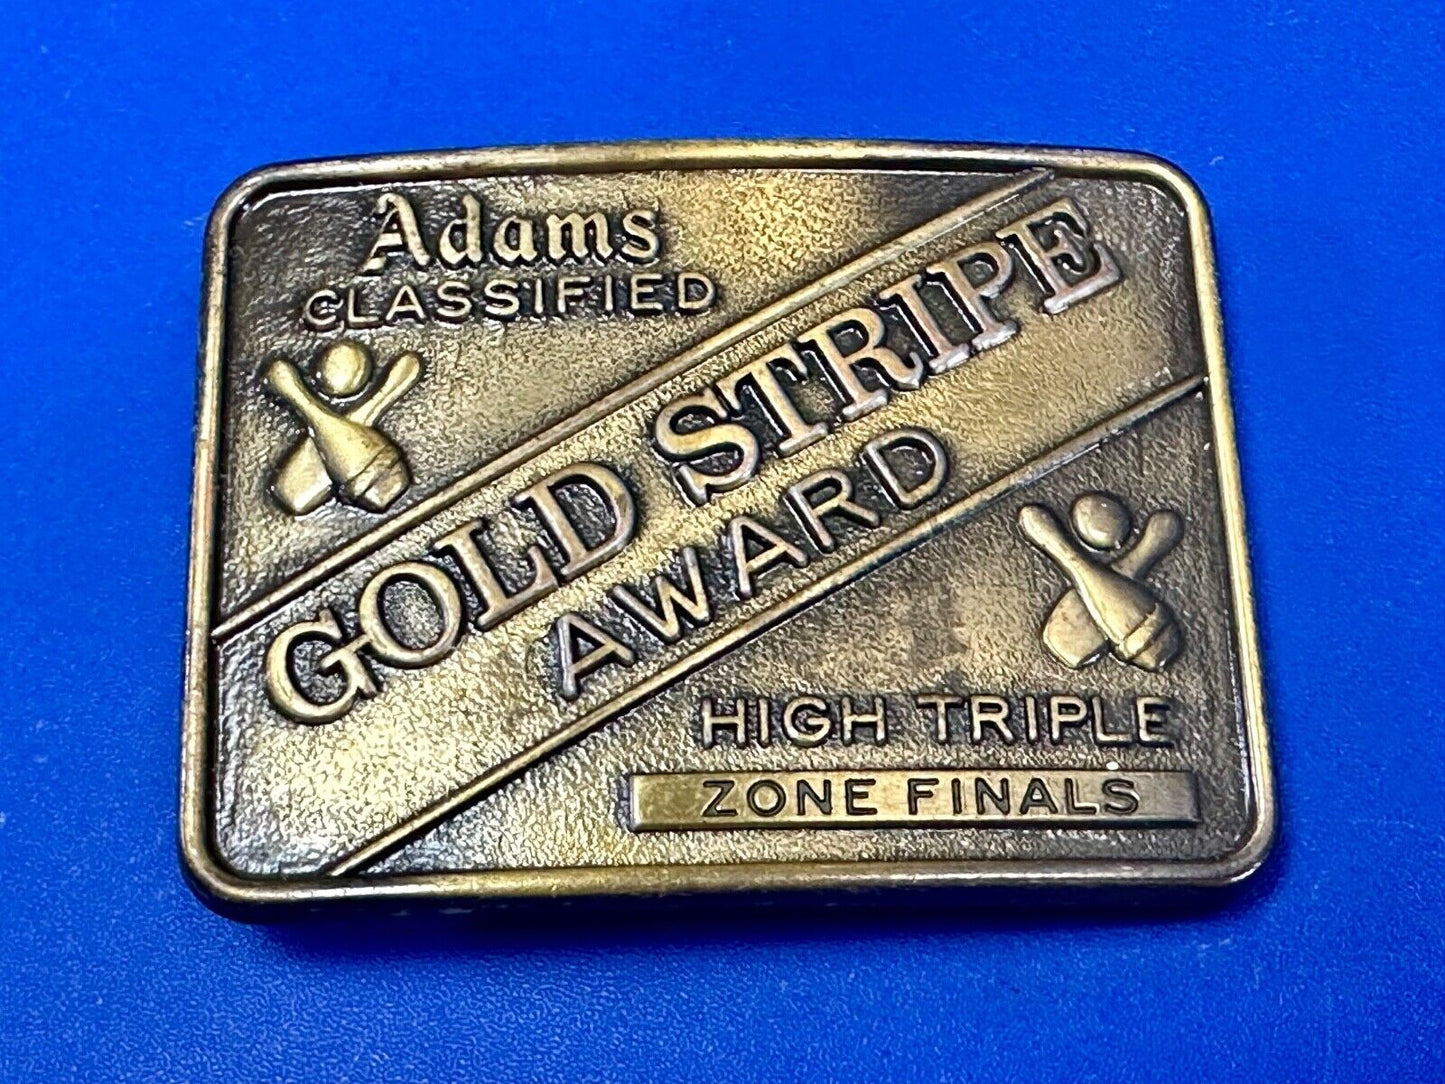 Adams
CLASSIFIED
GOLD STRIPE
AWARD
HIGH TRIPLE
ZONE FINALS